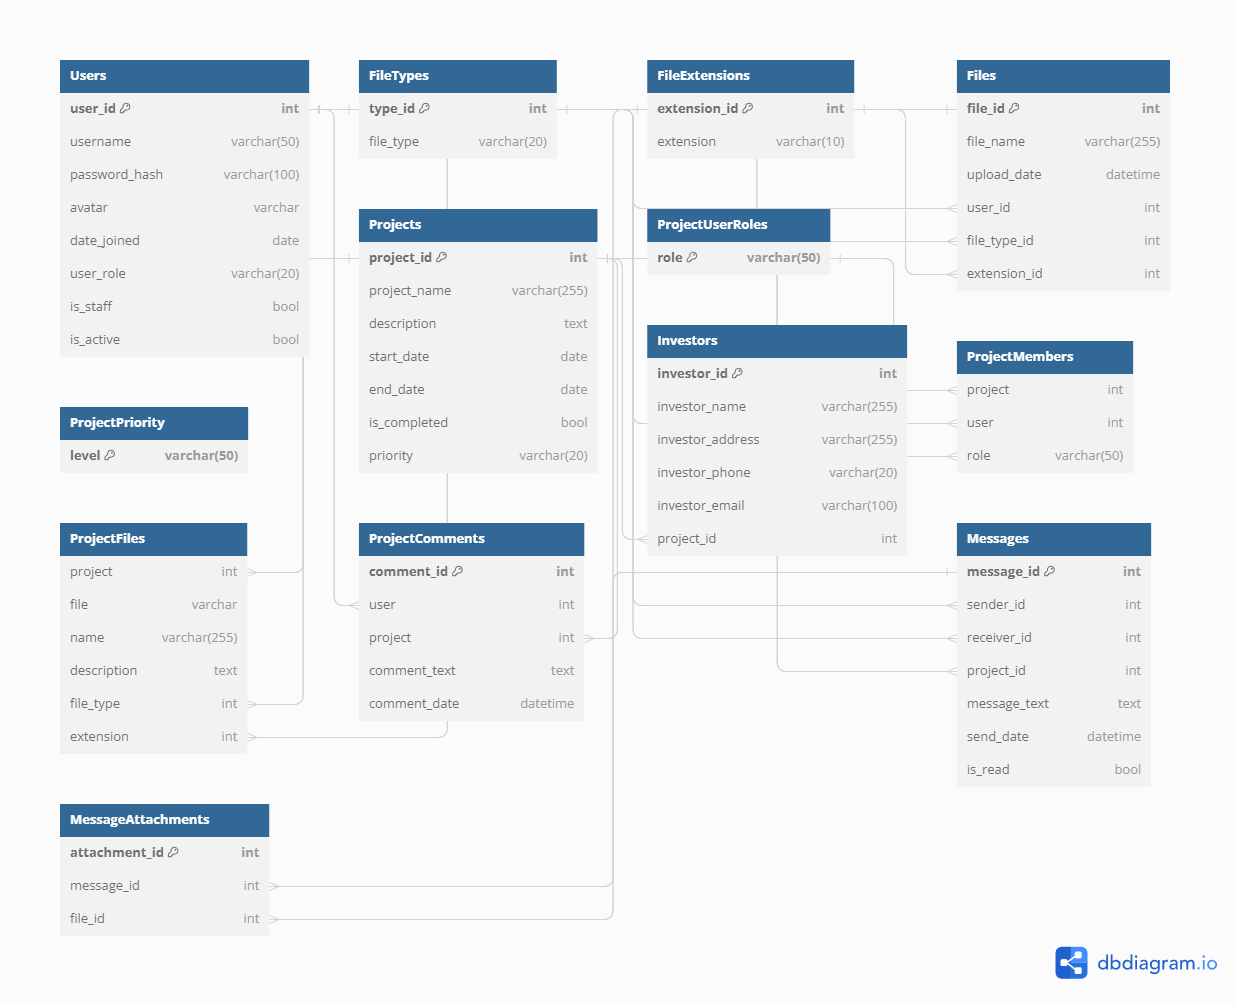 Users
user_id int
username varchar(50)
password_hash varchar(100)
avatar varchar
date_joined date
user_role varchar(20)
is_staff bool
is_active bool
FileTypes
type_id int
file_type varchar(20)
FileExtensions
extension_id int
extension varchar(10)
Files
file_id int
file_name varchar(255)
upload_date datetime
user_id int
file_type_id int
extension_id int
Projects
project_id int
project_name varchar(255)
description text
start_date date
end_date date
is_completed bool
priority varchar(20)
ProjectUserRoles
role varchar(50)
Investors
investor_id int
investor_name varchar(255)
investor_address varchar(255)
investor_phone varchar(20)
investor_email varchar(100)
project_id int
ProjectMembers
project int
user int
role varchar(50)
ProjectPriority
level varchar(50)
ProjectFiles
project int
file varchar
name varchar(255)
description text
file_type int
extension int
ProjectComments
comment_id int
user int
project int
comment_text text
comment_date datetime
Messages
message_id int
sender_id int
receiver_id int
project_id int
message_text text
send_date datetime
is_read bool
MessageAttachments
attachment_id int
message_id int
file_id int
dbdiagram.io